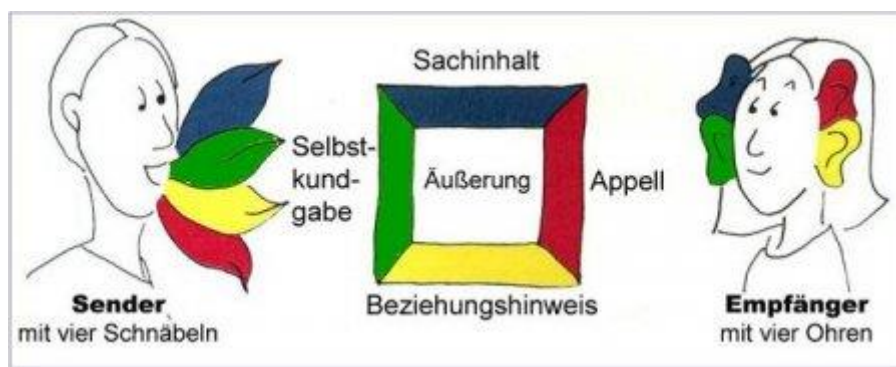 Sachinhalt
Selbst-
kund-
gabe
Äußerung
Appell
Beziehungshinweis
Sender
mit vier Schnäbeln
Empfänger
mit vier Ohren